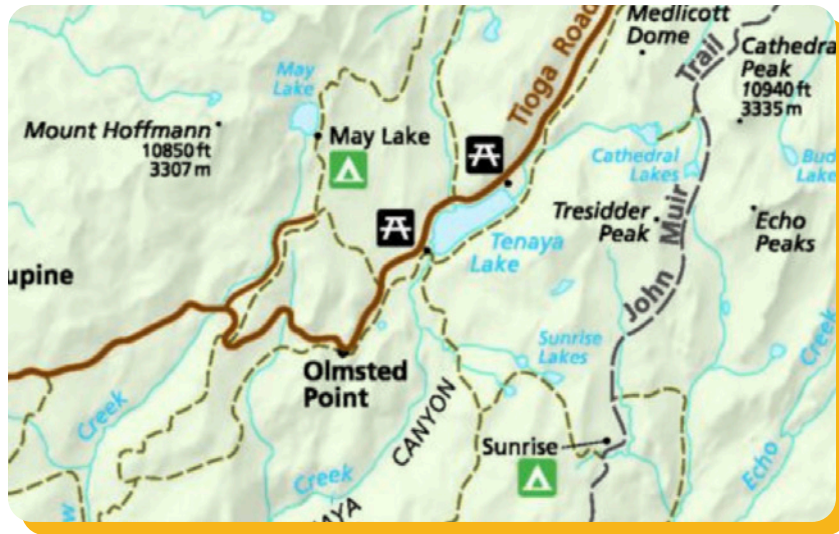 Medlicott
Dome
Tioga Road
Trail
Cathedral
Peak
10940 ft
3335 m
May
Lake
Mount Hoffmann
10850 ft
3307 m
May Lake
Cathedral
Lakes
Bud
Lake
Tresidder
Peak
Muir
Echo
Peaks
Tenaya
Lake
upine
John
Sunrise
Lakes
Olmsted
Point
CANYON
Creek
Creek
Sunrise
Creek
Echo
YA
w